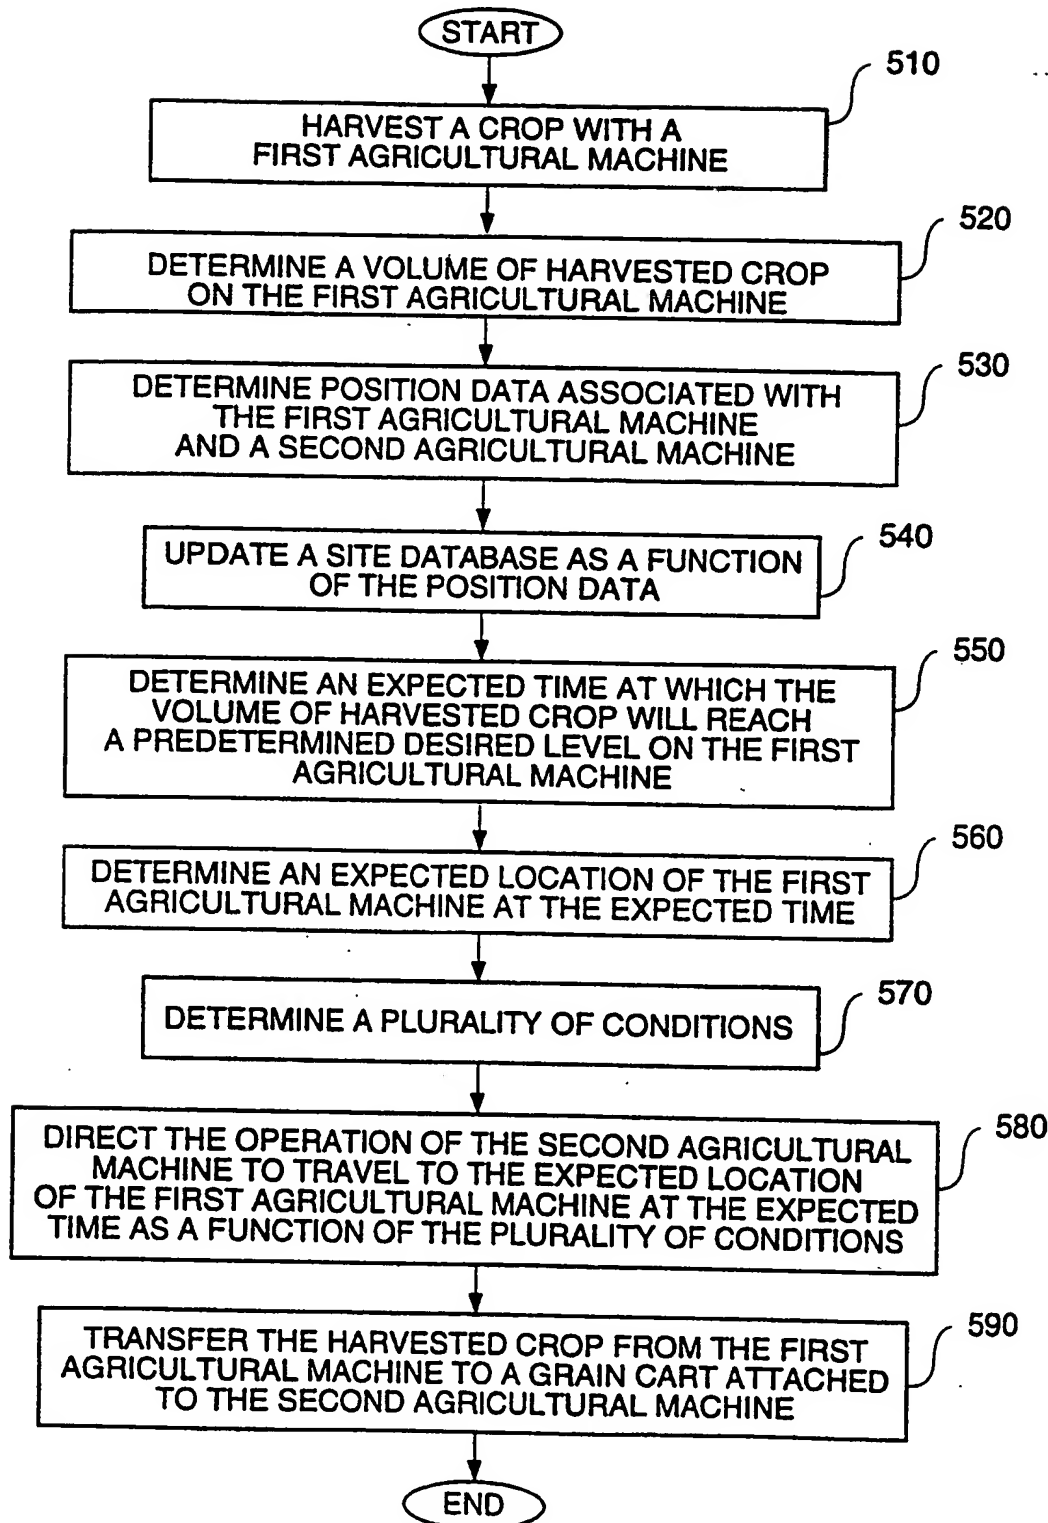 START
510
HARVEST A CROP WITH A
FIRST AGRICULTURAL MACHINE
520
DETERMINE A VOLUME OF HARVESTED CROP
ON THE FIRST AGRICULTURAL MACHINE
530
DETERMINE POSITION DATA ASSOCIATED WITH
THE FIRST AGRICULTURAL MACHINE
AND A SECOND AGRICULTURAL MACHINE
540
UPDATE A SITE DATABASE AS A FUNCTION
OF THE POSITION DATA
550
DETERMINE AN EXPECTED TIME AT WHICH THE
VOLUME OF HARVESTED CROP WILL REACH
A PREDETERMINED DESIRED LEVEL ON THE FIRST
AGRICULTURAL MACHINE
560
DETERMINE AN EXPECTED LOCATION OF THE FIRST
AGRICULTURAL MACHINE AT THE EXPECTED TIME
570
DETERMINE A PLURALITY OF CONDITIONS
580
DIRECT THE OPERATION OF THE SECOND AGRICULTURAL
MACHINE TO TRAVEL TO THE EXPECTED LOCATION
OF THE FIRST AGRICULTURAL MACHINE AT THE EXPECTED
TIME AS A FUNCTION OF THE PLURALITY OF CONDITIONS
590
TRANSFER THE HARVESTED CROP FROM THE FIRST
AGRICULTURAL MACHINE TO A GRAIN CART ATTACHED
TO THE SECOND AGRICULTURAL MACHINE
END